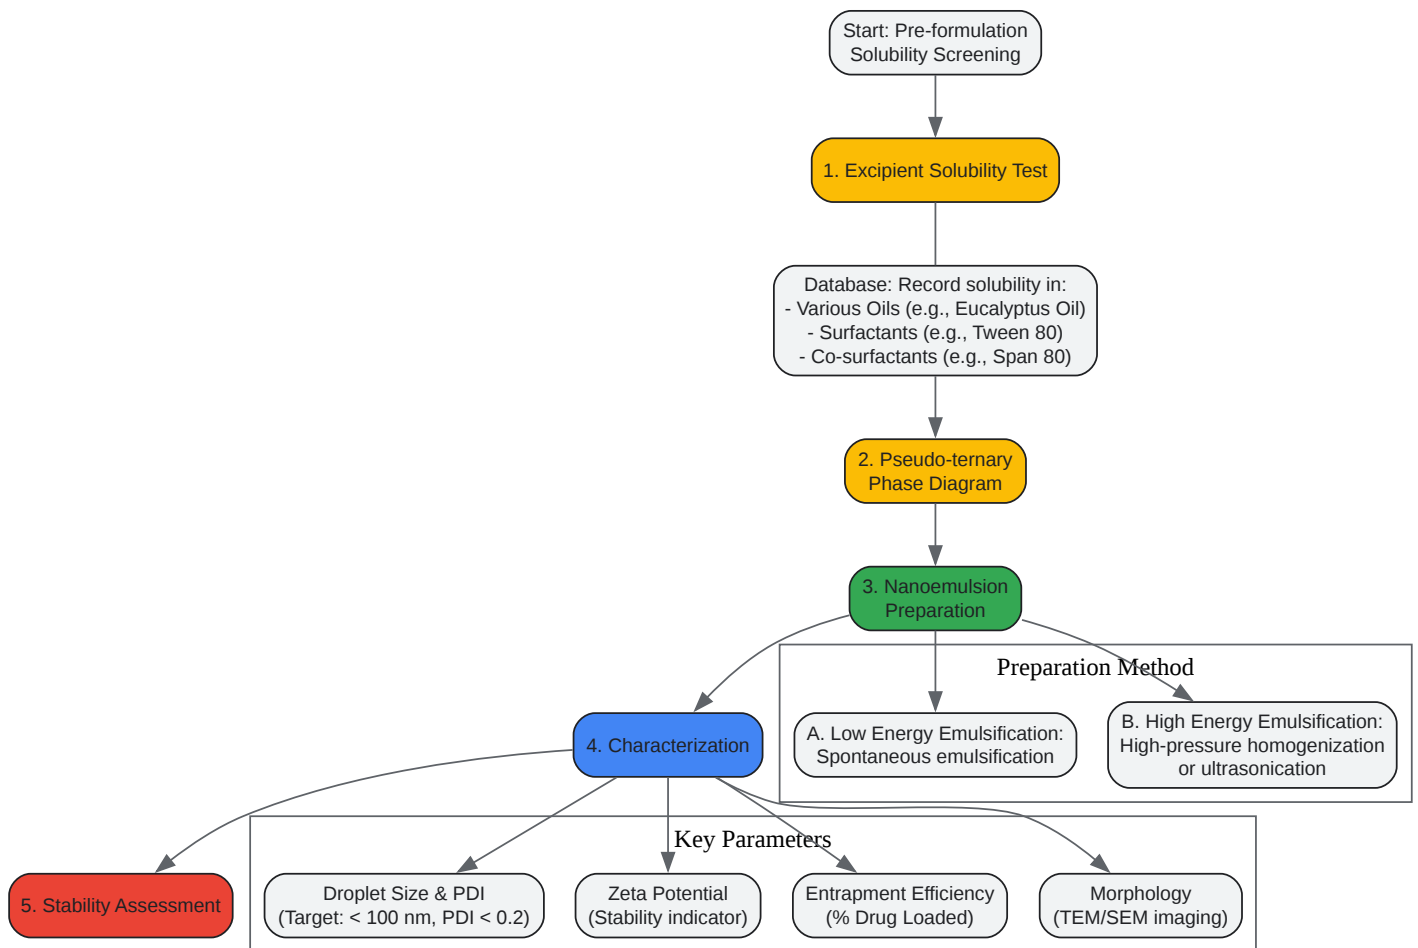 Start: Pre-formulation
Solubility Screening
1. Excipient Solubility Test
Database: Record solubility in:
- Various Oils (e.g., Eucalyptus Oil)
- Surfactants (e.g., Tween 80)
- Co-surfactants (e.g., Span 80)
2. Pseudo-ternary
Phase Diagram
3. Nanoemulsion
Preparation
Preparation Method
A. Low Energy Emulsification:
Spontaneous emulsification
B. High Energy Emulsification:
High-pressure homogenization
or ultrasonication
4. Characterization
Key Parameters
5. Stability Assessment
Droplet Size & PDI
(Target: < 100 nm, PDI < 0.2)
Zeta Potential
(Stability indicator)
Entrapment Efficiency
(% Drug Loaded)
Morphology
(TEM/SEM imaging)